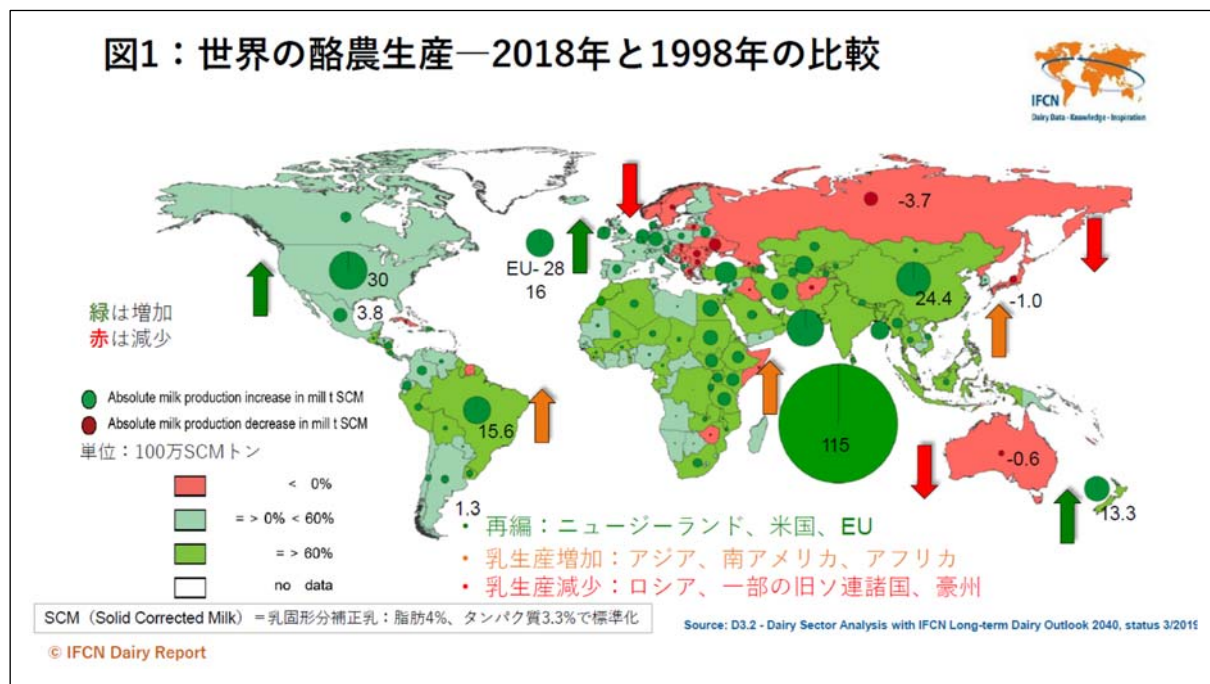 図1：世界の酪農生産―2018年と1998年の比較
IFCN
Dairy Data - Knowledge - Inspiration
-3.7
30
EU- 28
16
24.4
-1.0
3.8
緑は増加
赤は減少
Absolute milk production increase in mill t SCM
Absolute milk production decrease in mill t SCM
15.6
115
-0.6
単位：100万SCMトン
< 0%
= > 0% < 60%
= > 60%
no data
1.3
13.3
• 再編：ニュージーランド、米国、EU
• 乳生産増加：アジア、南アメリカ、アフリカ
• 乳生産減少：ロシア、一部の旧ソ連諸国、豪州
SCM（Solid Corrected Milk）＝乳固形分補正乳：脂肪4%、タンパク質3.3%で標準化
Source: D3.2 - Dairy Sector Analysis with IFCN Long-term Dairy Outlook 2040, status 3/2019
© IFCN Dairy Report